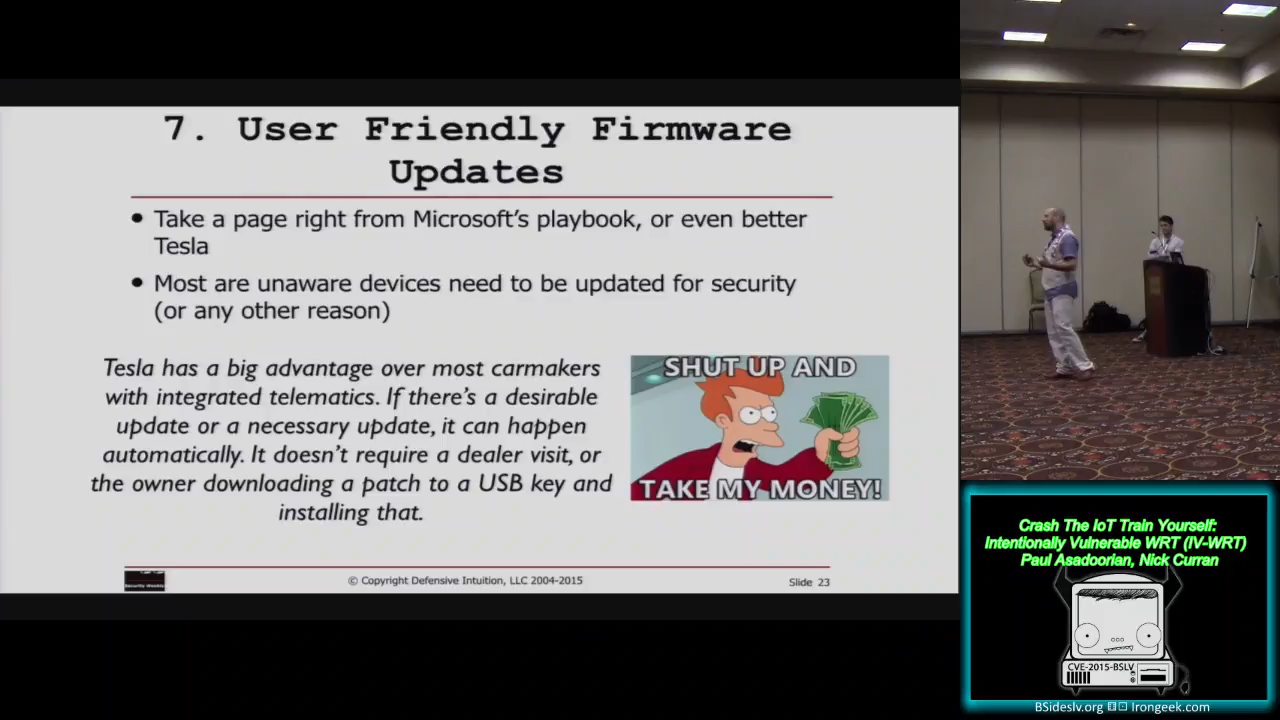 7. User Friendly Firmware
Updates
• Take a page right from Microsoft's playbook, or even better
Tesla
• Most are unaware devices need to be updated for security
(or any other reason)
Tesla has a big advantage over most carmakers
with integrated telematics. If there's a desirable
update or a necessary update, it can happen
automatically. It doesn't require a dealer visit, or
the owner downloading a patch to a USB key and
installing that.
SHUT UP AND
TAKE MY MONEY!
Security Weekly
© Copyright Defensive Intuition, LLC 2004-2015
Slide 23
Crash The IoT Train Yourself:
Intentionally Vulnerable WRT (IV-WRT)
Paul Asadoorian, Nick Curran
CVE-2015-BSLV
BSideslv.org
Irongeek.com